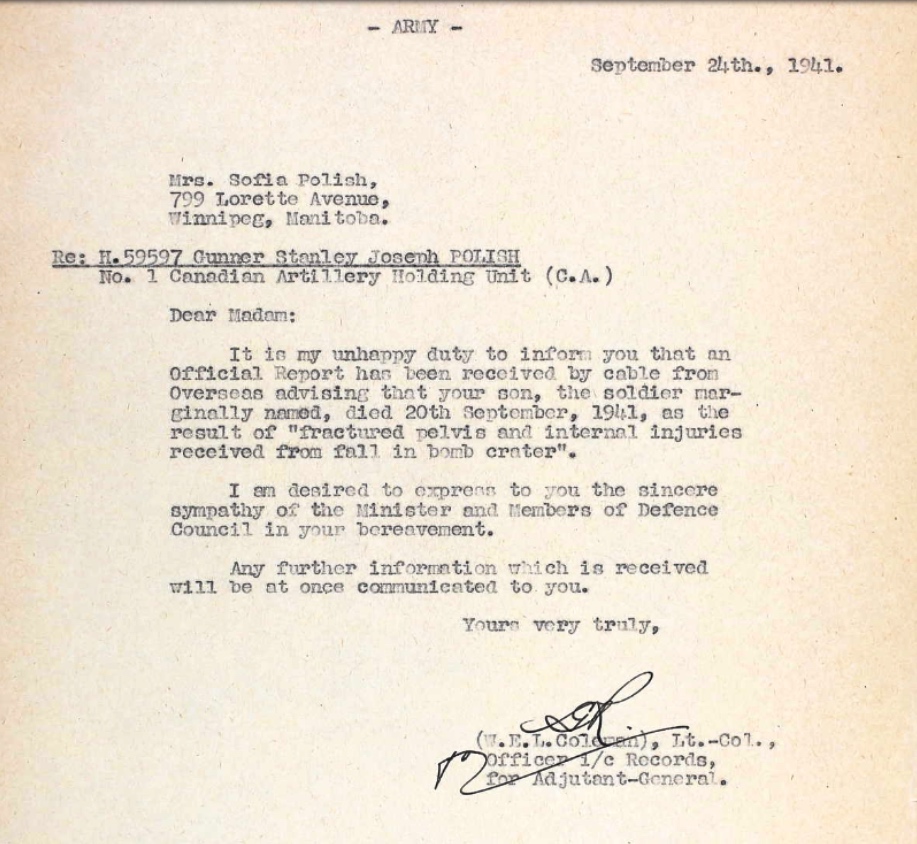 - ARMY -
September 24th., 1941.
Mrs. Sofia Polish,
799 Lorette Avenue,
Winnipeg, Manitoba.
Re: H.59597 Gunner Stanley Joseph POLISH
No. 1 Canadian Artillery Holding Unit (C.A.)
Dear Madam:
It is my unhappy duty to inform you that an
Official Report has been received by cable from
Overseas advising that your son, the soldier mar-
ginally named, died 20th September, 1941, as the
result of "fractured pelvis and internal injuries
received from fall in bomb crater".
I am desired to express to you the sincere
sympathy of the Minister and Members of Defence
Council in your bereavement.
Any further information which is received
will be at once communicated to you.
Yours very truly,
(W.E.L.Coleman), Lt.-Col.,
Officer i/c Records,
for Adjutant-General.